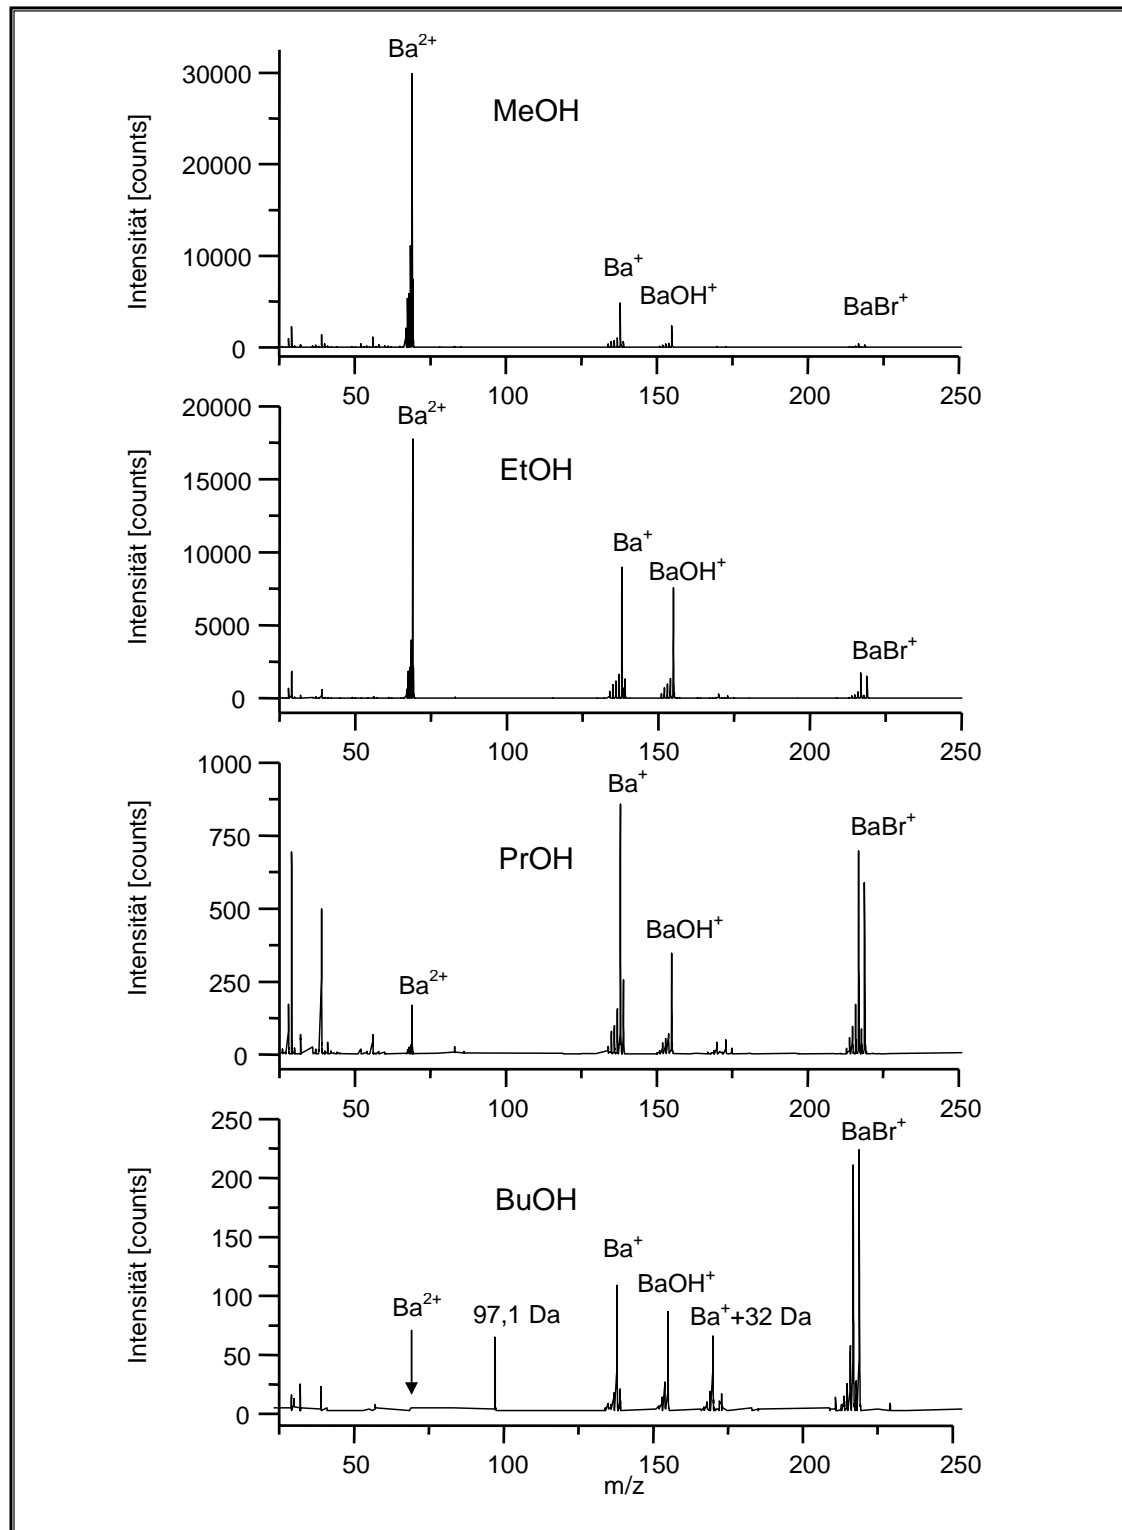 Ba²⁺
30000
MeOH
20000
Intensität [counts]
10000
Ba⁺
BaOH⁺
BaBr⁺
0
50 100 150 200 250
20000
Ba²⁺
EtOH
15000
Intensität [counts]
10000
Ba⁺
BaOH⁺
5000
BaBr⁺
0
50 100 150 200 250
1000
Ba⁺
BaBr⁺
750
PrOH
Intensität [counts]
500
BaOH⁺
250
Ba²⁺
0
50 100 150 200 250
250
BaBr⁺
200
BuOH
Intensität [counts]
150
Ba⁺
BaOH⁺
100
Ba²⁺
97,1 Da
Ba⁺+32 Da
50
0
50 100 150 200 250
m/z